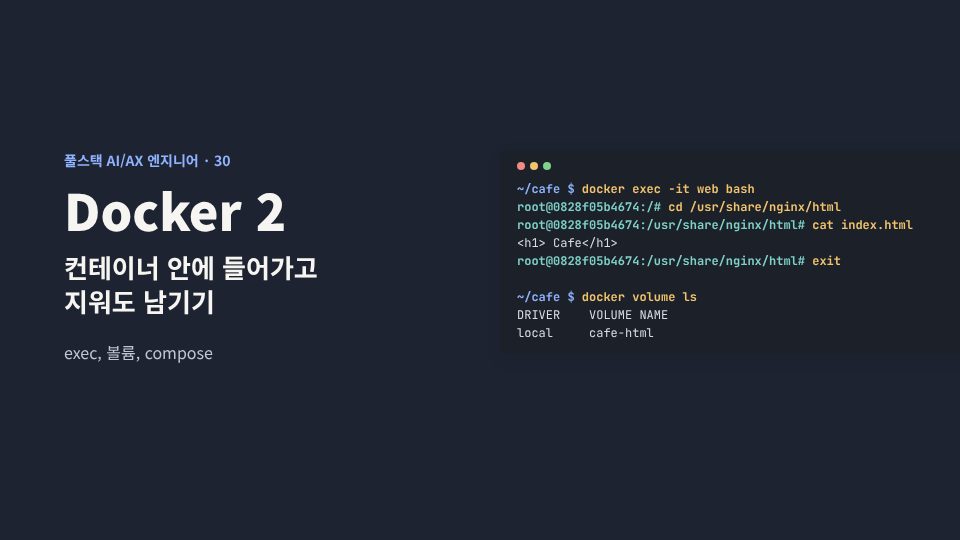 풀스택 AI/AX 엔지니어 · 30
Docker 2
컨테이너 안에 들어가고
지워도 남기기
exec, 볼륨, compose
~/cafe $ docker exec -it web bash
root@0828f05b4674:/# cd /usr/share/nginx/html
root@0828f05b4674:/usr/share/nginx/html# cat index.html
<h1> Cafe</h1>
root@0828f05b4674:/usr/share/nginx/html# exit
~/cafe $ docker volume ls
DRIVER    VOLUME NAME
local     cafe-html